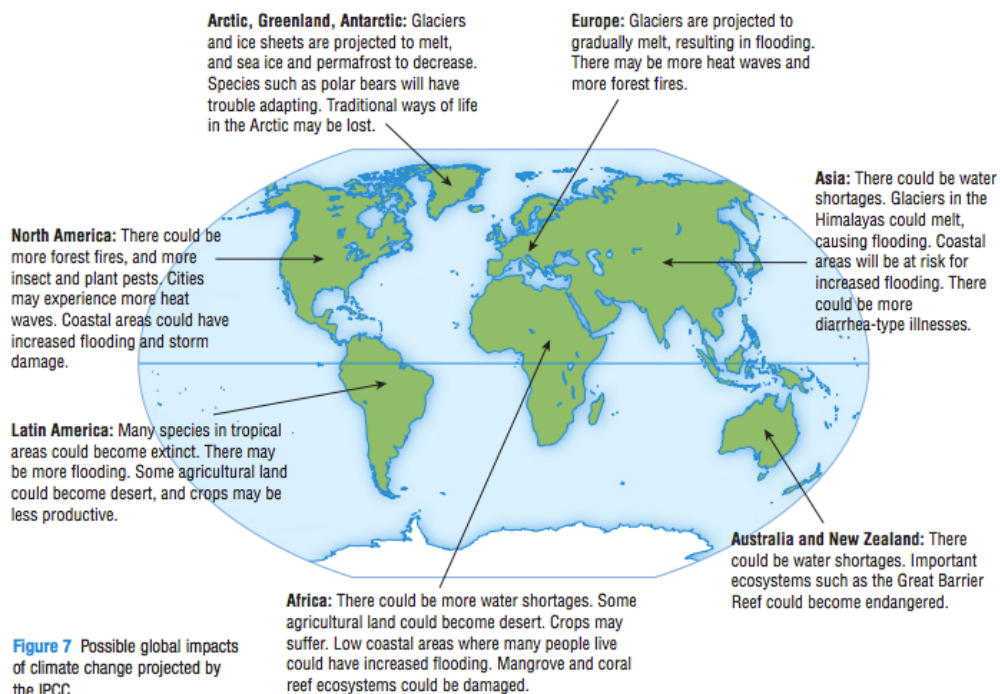 Arctic, Greenland, Antarctic: Glaciers
and ice sheets are projected to melt,
and sea ice and permafrost to decrease.
Species such as polar bears will have
trouble adapting. Traditional ways of life
in the Arctic may be lost.
Europe: Glaciers are projected to
gradually melt, resulting in flooding.
There may be more heat waves and
more forest fires.
Asia: There could be water
shortages. Glaciers in the
Himalayas could melt,
causing flooding. Coastal
areas will be at risk for
increased flooding. There
could be more
diarrhea-type illnesses.
North America: There could be
more forest fires, and more
insect and plant pests. Cities
may experience more heat
waves. Coastal areas could have
increased flooding and storm
damage.
Latin America: Many species in tropical
areas could become extinct. There may
be more flooding. Some agricultural land
could become desert, and crops may be
less productive.
Australia and New Zealand: There
could be water shortages. Important
ecosystems such as the Great Barrier
Reef could become endangered.
Africa: There could be more water shortages. Some
agricultural land could become desert. Crops may
suffer. Low coastal areas where many people live
could have increased flooding. Mangrove and coral
reef ecosystems could be damaged.
Figure 7 Possible global impacts
of climate change projected by
the IPCC